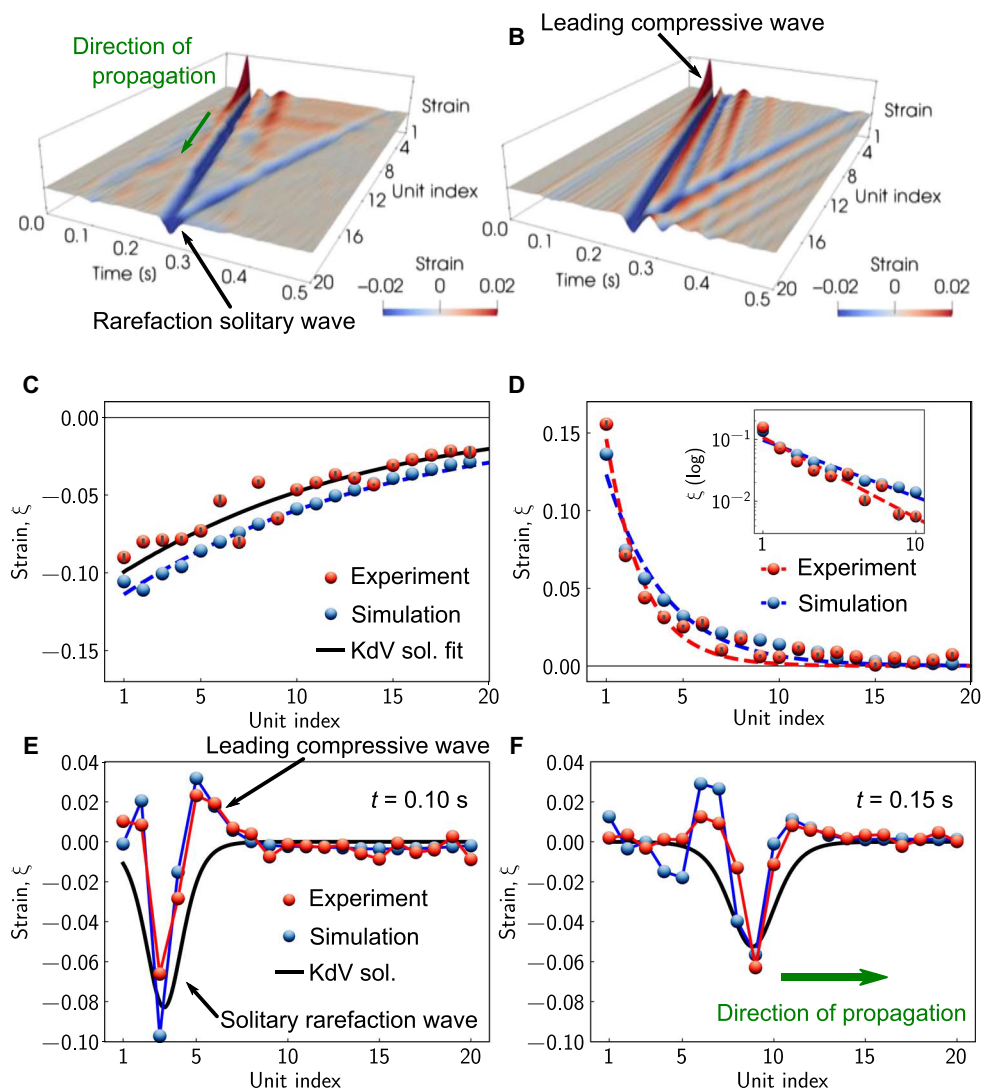 Leading compressive wave
B
Direction of
propagation
Strain
1
4
8
12
16
20
Unit index
0.0
0.1
0.2
0.3
0.4
0.5
Time (s)
Strain
−0.02 0 0.02
Rarefaction solitary wave
Strain
1
4
8
12
16
20
Unit index
0.0
0.1
0.2
0.3
0.4
0.5
Time (s)
Strain
−0.02 0 0.02
C
0.00
−0.05
−0.10
−0.15
Strain, ξ
Experiment
Simulation
KdV sol. fit
1 5 10 15 20
Unit index
D
0.15
0.10
0.05
0.00
Strain, ξ
10⁻¹
10⁻²
ξ (log)
1 10
Experiment
Simulation
1 5 10 15 20
Unit index
E
Leading compressive wave
0.04
0.02
0.00
−0.02
−0.04
−0.06
−0.08
−0.10
Strain, ξ
t = 0.10 s
Experiment
Simulation
KdV sol.
Solitary rarefaction wave
1 5 10 15 20
Unit index
F
0.04
0.02
0.00
−0.02
−0.04
−0.06
−0.08
−0.10
Strain, ξ
t = 0.15 s
Direction of propagation
1 5 10 15 20
Unit index